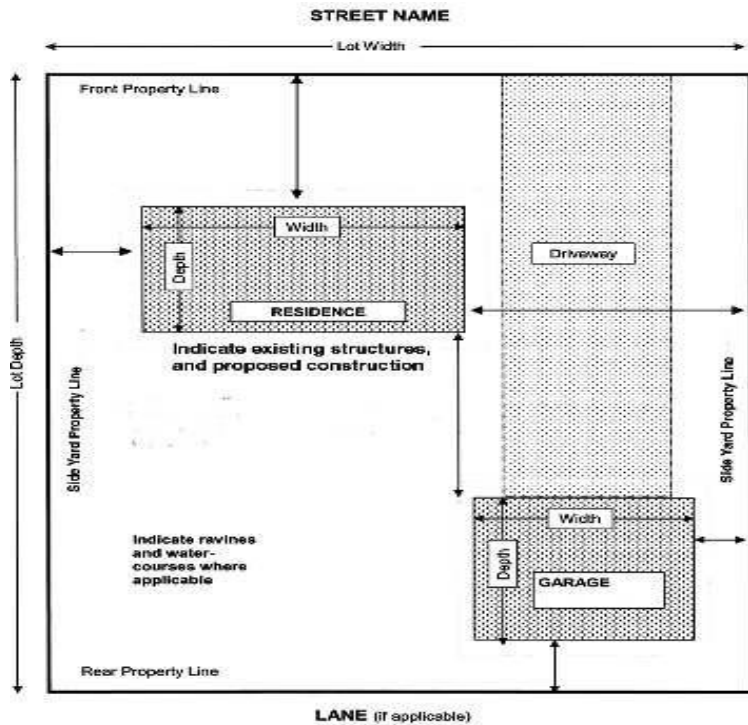 STREET NAME
Lot Width
Front Property Line
Width
Depth
Driveway
RESIDENCE
Indicate existing structures,
and proposed construction
Lot Depth
Side Yard Property Line
Side Yard Property Line
Width
Indicate ravines
and water-
courses where
applicable
Depth
GARAGE
Rear Property Line
LANE (if applicable)